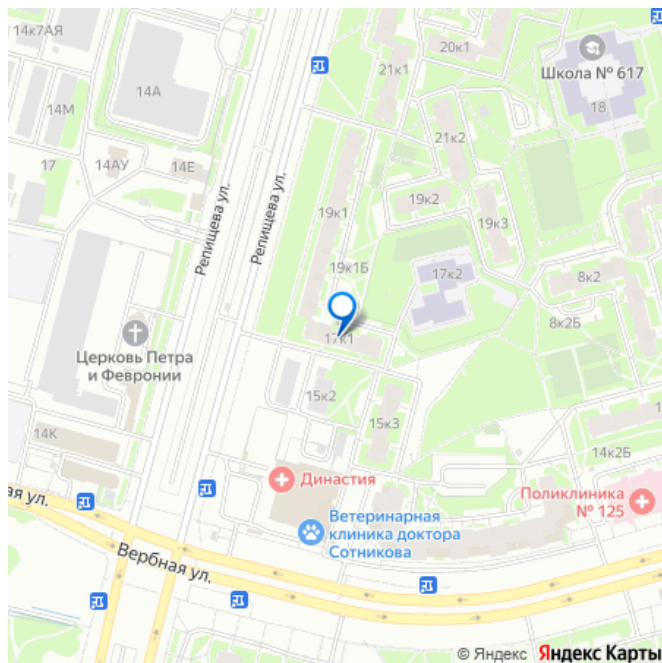 14к7АЯ
20к1
21к1
Школа № 617
14А
18
14М
21к2
17
14АУ
14Е
19к2
19к1
19к3
Репищева ул.
Репищева ул.
19к1Б
17к2
8к2
8к2Б
17к1
Церковь Петра
и Февронии
15к2
15к3
14К
14к2Б
Династия
Поликлиника
№ 125
ая ул.
Ветеринарная
клиника доктора
Сотникова
Вербная ул.
© Яндекс Яндекс Карты